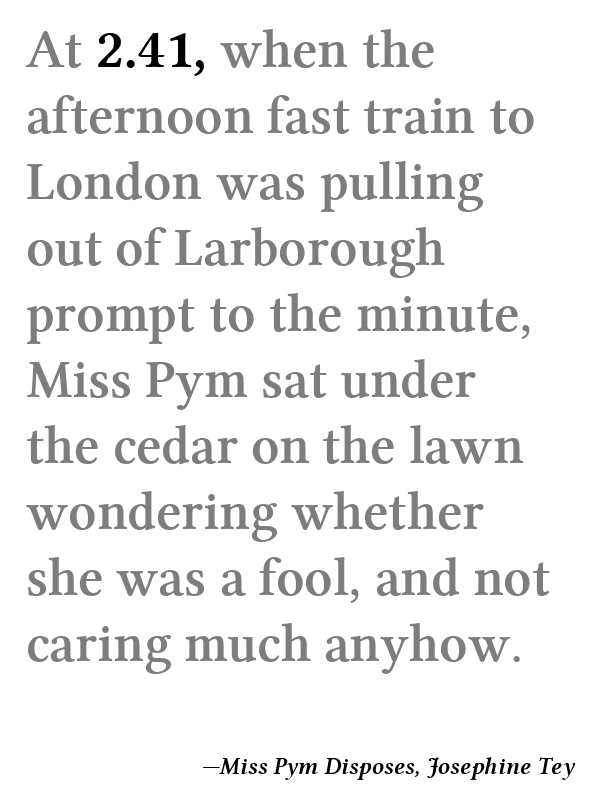 At 2.41, when the
afternoon fast train to
London was pulling
out of Larborough
prompt to the minute,
Miss Pym sat under
the cedar on the lawn
wondering whether
she was a fool, and not
caring much anyhow.
—Miss Pym Disposes, Josephine Tey